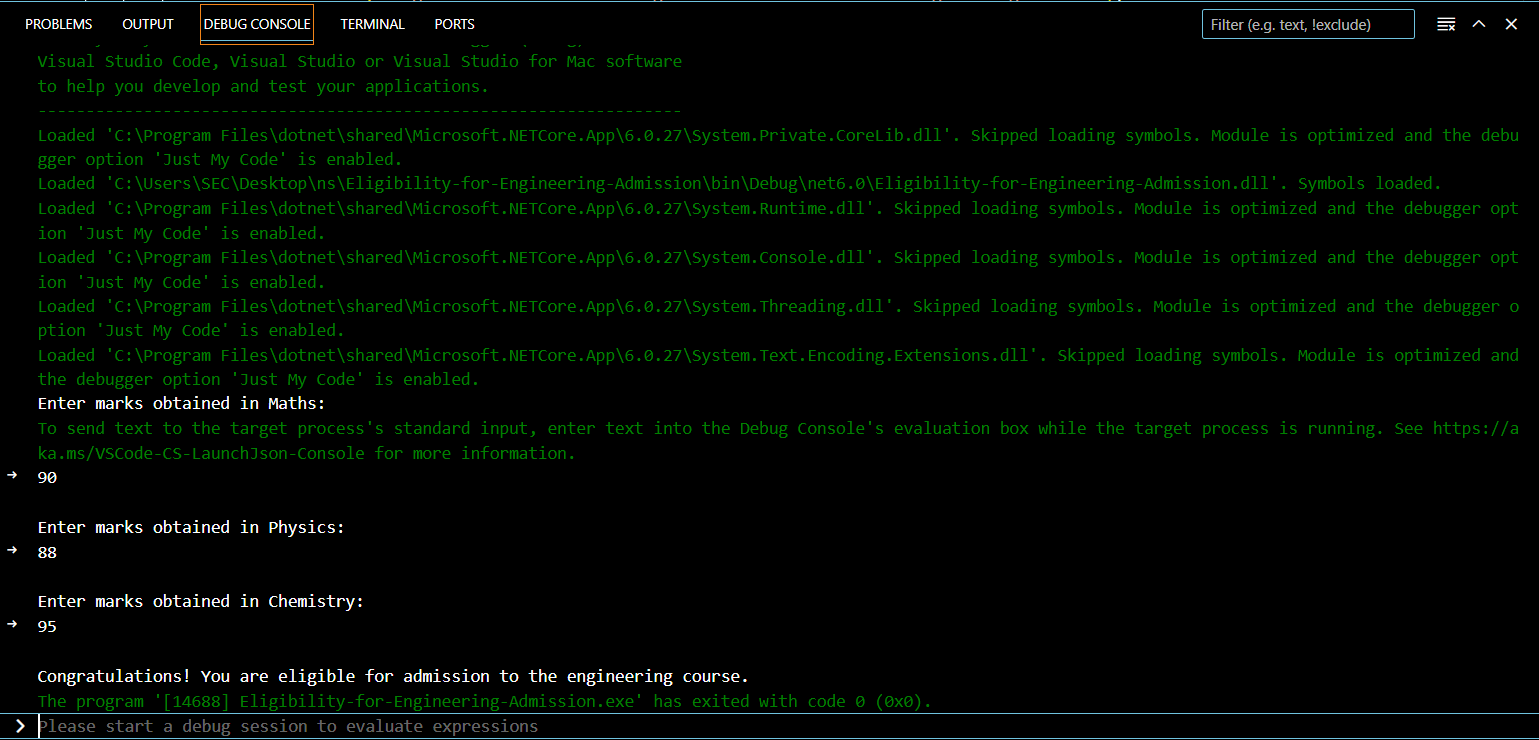 PROBLEMS OUTPUT DEBUG CONSOLE TERMINAL PORTS Filter (e.g. text, !exclude)
Visual Studio Code, Visual Studio or Visual Studio for Mac software
to help you develop and test your applications.
-------------------------------------------------------------------
Loaded 'C:\Program Files\dotnet\shared\Microsoft.NETCore.App\6.0.27\System.Private.CoreLib.dll'. Skipped loading symbols. Module is optimized and the debu
gger option 'Just My Code' is enabled.
Loaded 'C:\Users\SEC\Desktop\ns\Eligibility-for-Engineering-Admission\bin\Debug\net6.0\Eligibility-for-Engineering-Admission.dll'. Symbols loaded.
Loaded 'C:\Program Files\dotnet\shared\Microsoft.NETCore.App\6.0.27\System.Runtime.dll'. Skipped loading symbols. Module is optimized and the debugger opt
ion 'Just My Code' is enabled.
Loaded 'C:\Program Files\dotnet\shared\Microsoft.NETCore.App\6.0.27\System.Console.dll'. Skipped loading symbols. Module is optimized and the debugger opt
ion 'Just My Code' is enabled.
Loaded 'C:\Program Files\dotnet\shared\Microsoft.NETCore.App\6.0.27\System.Threading.dll'. Skipped loading symbols. Module is optimized and the debugger o
ption 'Just My Code' is enabled.
Loaded 'C:\Program Files\dotnet\shared\Microsoft.NETCore.App\6.0.27\System.Text.Encoding.Extensions.dll'. Skipped loading symbols. Module is optimized and
the debugger option 'Just My Code' is enabled.
Enter marks obtained in Maths:
To send text to the target process's standard input, enter text into the Debug Console's evaluation box while the target process is running. See https://a
ka.ms/VSCode-CS-LaunchJson-Console for more information.
→ 90
Enter marks obtained in Physics:
→ 88
Enter marks obtained in Chemistry:
→ 95
Congratulations! You are eligible for admission to the engineering course.
The program '[14688] Eligibility-for-Engineering-Admission.exe' has exited with code 0 (0x0).
Please start a debug session to evaluate expressions